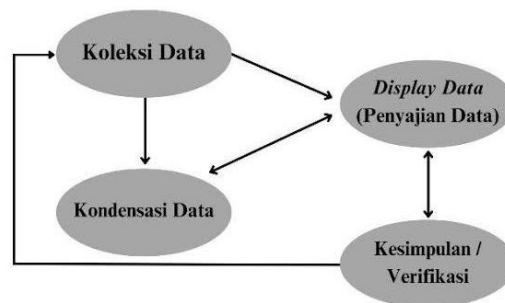 Koleksi Data
Display Data
(Penyajian Data)
Kondensasi Data
Kesimpulan /
Verifikasi